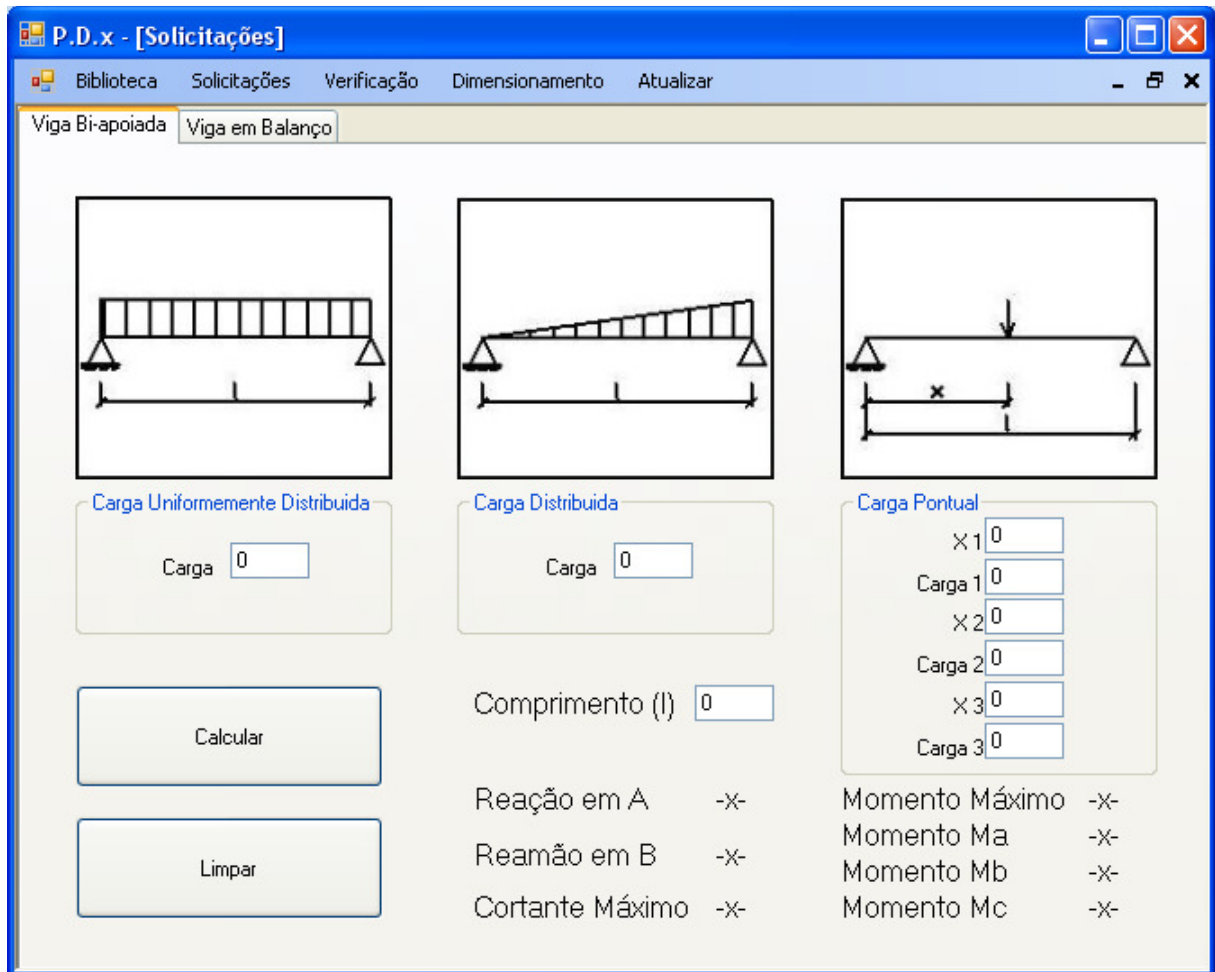 P.D.x - [Solicitações]
Biblioteca Solicitações Verificação Dimensionamento Atualizar
Viga Bi-apoiada Viga em Balanço
l
l
x
l
Carga Uniformemente Distribuida
Carga 0
Carga Distribuida
Carga 0
Carga Pontual
X 1 0
Carga 1 0
X 2 0
Carga 2 0
X 3 0
Carga 3 0
Calcular
Limpar
Comprimento (l) 0
Reação em A -x-
Reamão em B -x-
Cortante Máximo -x-
Momento Máximo -x-
Momento Ma -x-
Momento Mb -x-
Momento Mc -x-